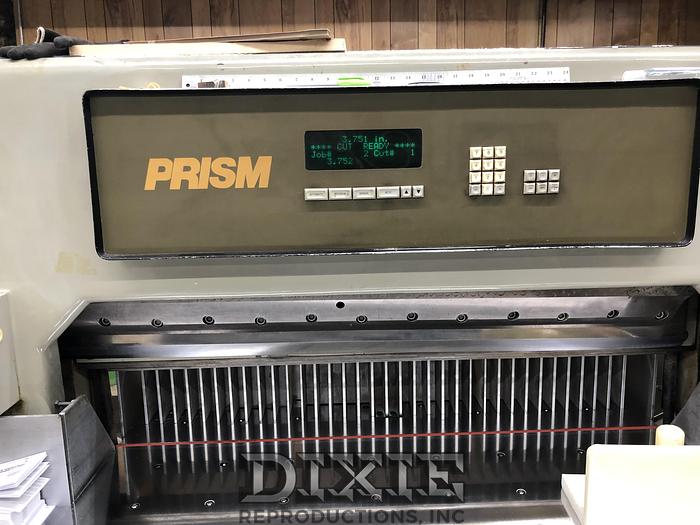 3.751 in.
**** CUT READY ****
Job# 2 Cut# 1
3.752
PRISM
DIXIE
REPRODUCTIONS, INC